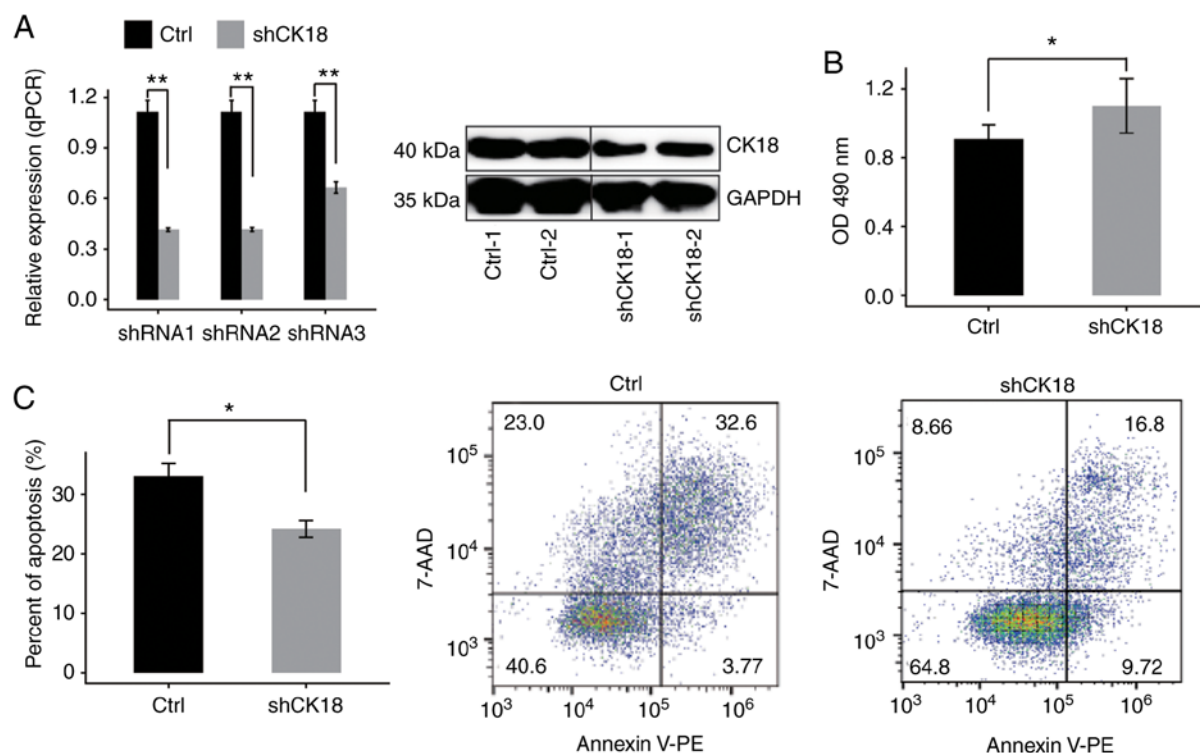 A
Ctrl shCK18
Relative expression (qPCR)
1.2
0.9
0.6
0.3
0.0
** ** **
shRNA1 shRNA2 shRNA3
40 kDa CK18
35 kDa GAPDH
Ctrl-1
Ctrl-2
shCK18-1
shCK18-2
B
OD 490 nm
1.2
0.8
0.4
0.0
*
Ctrl shCK18
C
Percent of apoptosis (%)
30
20
10
0
*
Ctrl shCK18
Ctrl
7-AAD
10⁵
10⁴
10³
23.0 32.6
40.6 3.77
10³ 10⁴ 10⁵ 10⁶
Annexin V-PE
shCK18
7-AAD
10⁵
10⁴
10³
8.66 16.8
64.8 9.72
10³ 10⁴ 10⁵ 10⁶
Annexin V-PE